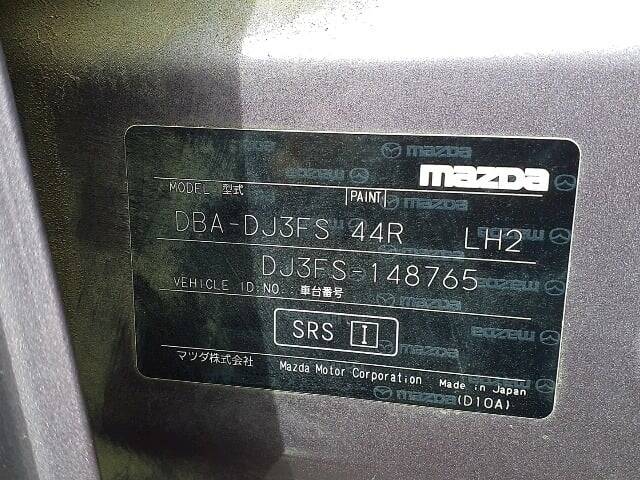 mazda
mazda
MODEL 型式 PAINT
DBA-DJ3FS 44R LH2
DJ3FS-148765
VEHICLE ID.NO.:車台番号
SRS I
マツダ株式会社 Mazda Motor Corporation Made in Japan
(D10A)